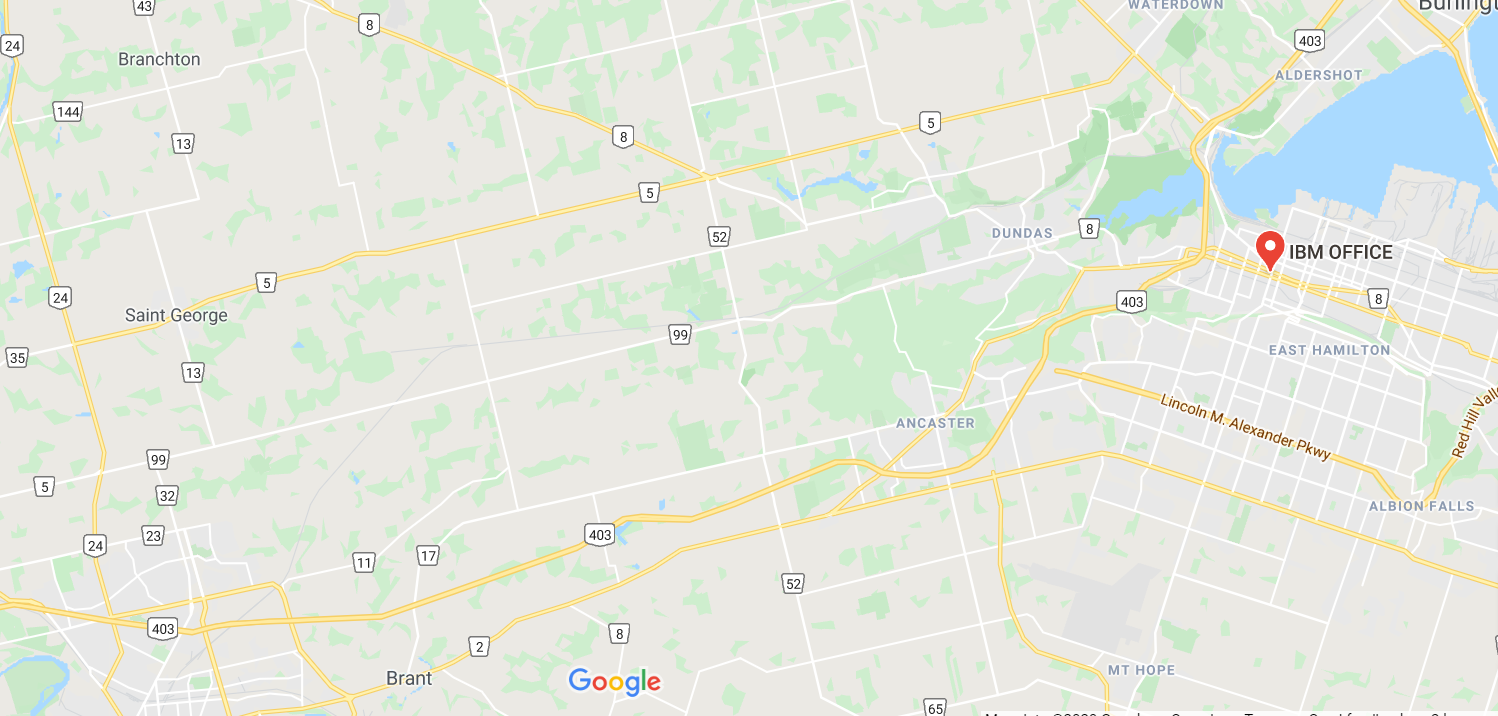 43
WATERDOWN
Burlingt
8
24
403
Branchton
ALDERSHOT
144
5
8
13
5
8
52
DUNDAS
IBM OFFICE
5
24
403
8
Saint George
99
35
EAST HAMILTON
13
Lincoln M. Alexander Pkwy
Red Hill Valle
ANCASTER
99
5
32
ALBION FALLS
23
403
24
11
17
52
403
8
2
MT HOPE
Brant
Google
65